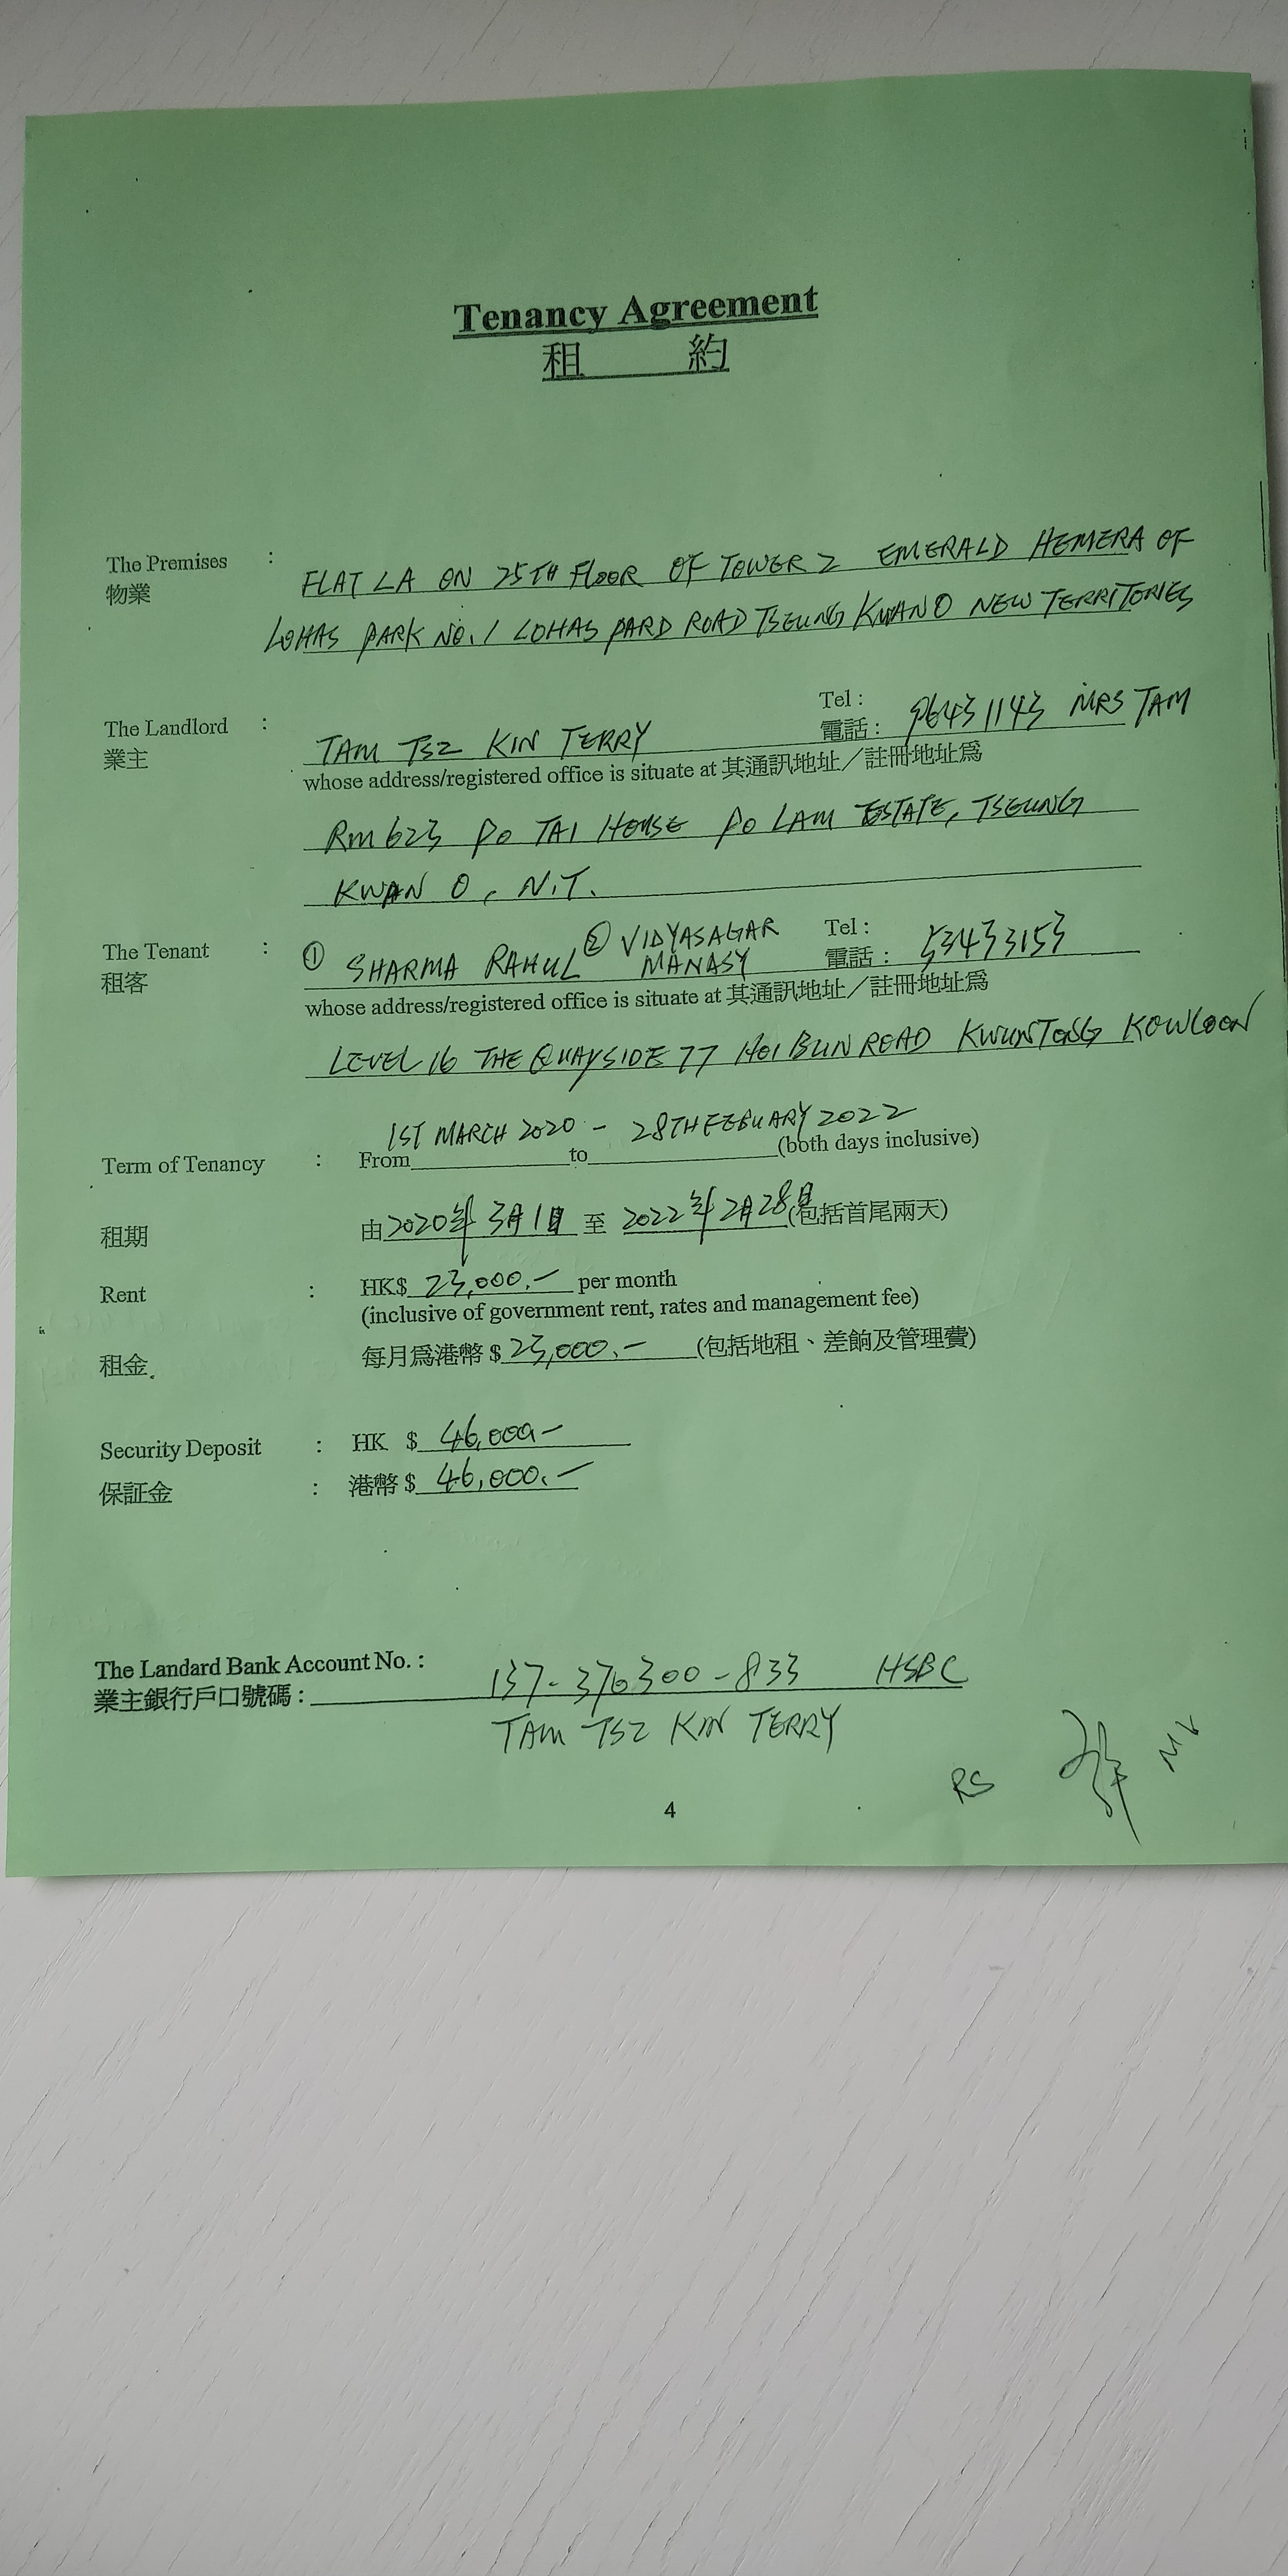 Tenancy Agreement
租 約
The Premises :
物業
FLAT LA ON 25TH FLOOR OF TOWER 2 EMERALD HEMERA OF
LOHAS PARK NO.1 LOHAS PARD ROAD TSEUNG KWAN O NEW TERRITORIES
The Landlord : TAM TSZ KIN TERRY Tel :
業主 電話 : 96431143 MRS TAM
whose address/registered office is situate at 其通訊地址／註冊地址爲
Rm 623 PO TAI HOUSE PO LAM ESTATE, TSEUNG
KWAN O, N.T.
The Tenant : ① SHARMA RAHUL ② VIDYASAGAR MANASY Tel :
租客 電話 : 53433153
whose address/registered office is situate at 其通訊地址／註冊地址爲
LEVEL 16 THE QUAYSIDE 77 HOI BUN ROAD KWUN TONG KOWLOON
1ST MARCH 2020 - 28TH FEBUARY 2022
Term of Tenancy : From to (both days inclusive)
租期 由2020年3月1日 至 2022年2月28日(包括首尾兩天)
Rent : HK$ 23,000.- per month
(inclusive of government rent, rates and management fee)
租金 每月爲港幣 $ 23,000.- (包括地租、差餉及管理費)
Security Deposit : HK $ 46,000-
保証金 : 港幣 $ 46,000.-
The Landard Bank Account No. :
業主銀行戶口號碼 : 137-376300-833 HSBC
TAM TSZ KIN TERRY
RS MV
4